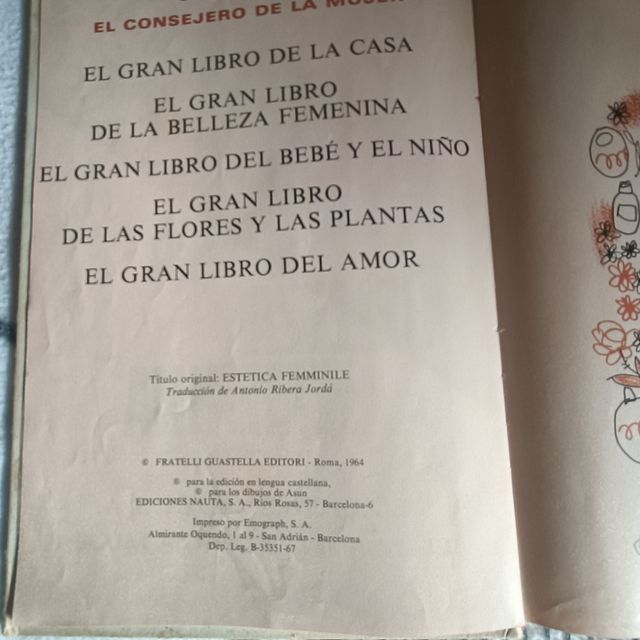 EL CONSEJERO DE LA MUJER
EL GRAN LIBRO DE LA CASA
EL GRAN LIBRO
DE LA BELLEZA FEMENINA
EL GRAN LIBRO DEL BEBÉ Y EL NIÑO
EL GRAN LIBRO
DE LAS FLORES Y LAS PLANTAS
EL GRAN LIBRO DEL AMOR
Título original: ESTETICA FEMMINILE
Traducción de Antonio Ribera Jordá
© FRATELLI GUASTELLA EDITORI - Roma, 1964
© para la edición en lengua castellana,
© para los dibujos de Asun
EDICIONES NAUTA, S. A., Ríos Rosas, 57 - Barcelona-6
Impreso por Emograph, S. A.
Almirante Oquendo, 1 al 9 - San Adrián - Barcelona
Dep. Leg. B-35351-67